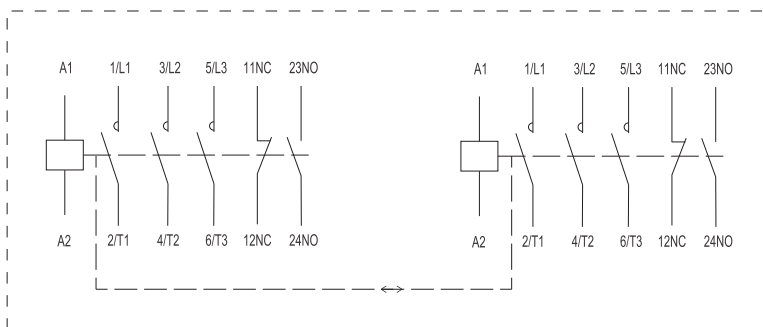 A1 1/L1 3/L2 5/L3 11NC 23NO A1 1/L1 3/L2 5/L3 11NC 23NO
A2 2/T1 4/T2 6/T3 12NC 24NO A2 2/T1 4/T2 6/T3 12NC 24NO